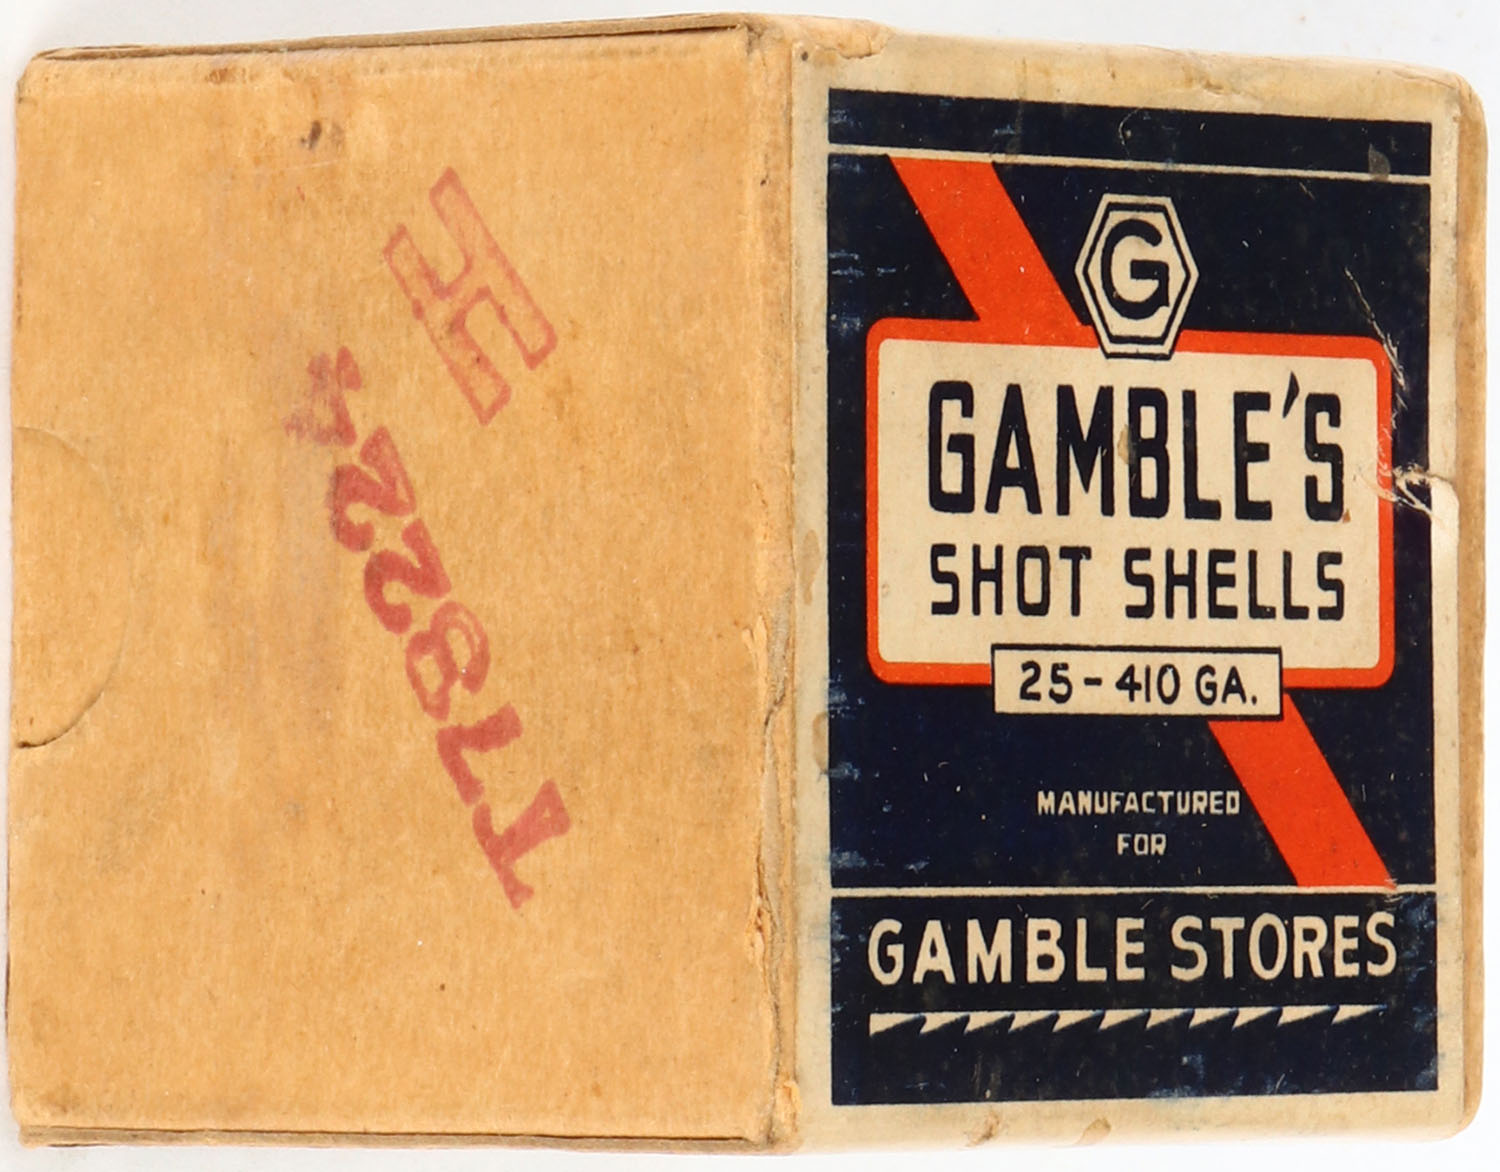 G
GAMBLE'S
SHOT SHELLS
25-410 GA.
MANUFACTURED
FOR
GAMBLE STORES